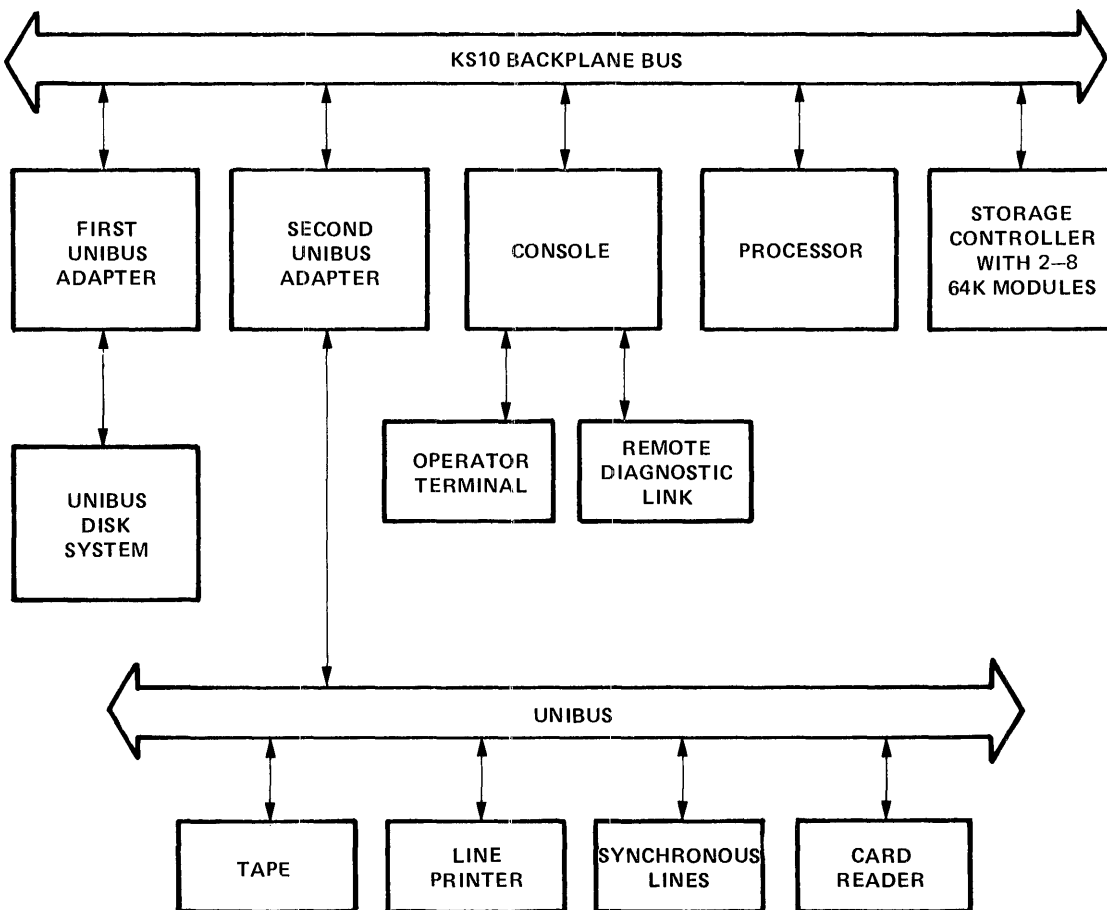 KS10 BACKPLANE BUS
FIRST
UNIBUS
ADAPTER
SECOND
UNIBUS
ADAPTER
CONSOLE
PROCESSOR
STORAGE
CONTROLLER
WITH 2–8
64K MODULES
OPERATOR
TERMINAL
REMOTE
DIAGNOSTIC
LINK
UNIBUS
DISK
SYSTEM
UNIBUS
TAPE
LINE
PRINTER
SYNCHRONOUS
LINES
CARD
READER